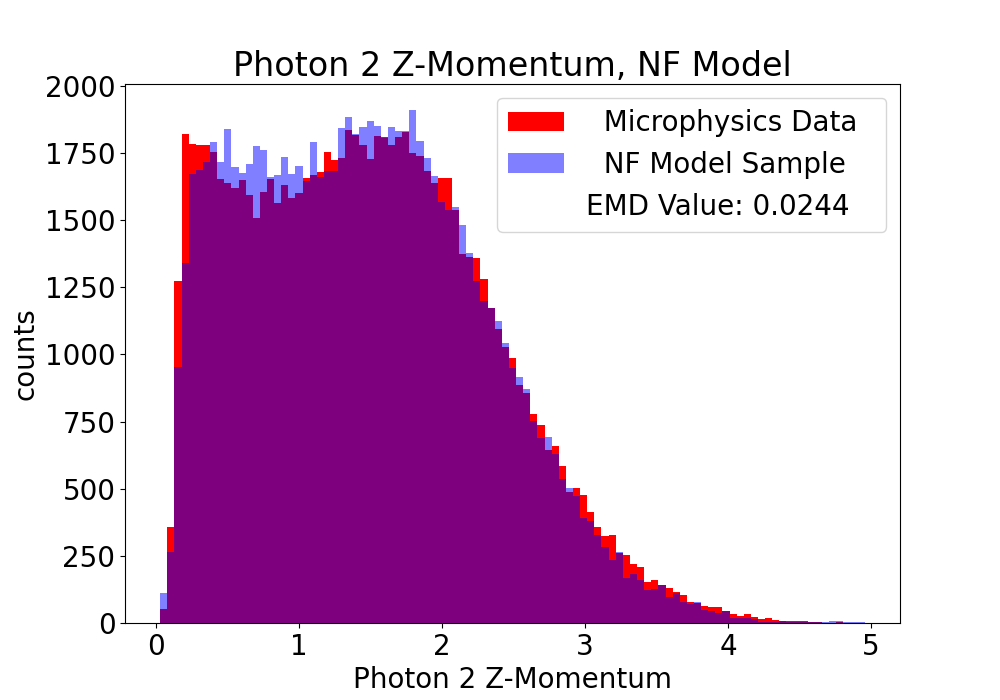 Photon 2 Z-Momentum, NF Model
2000
1750
1500
1250
1000
750
500
250
0
counts
Microphysics Data
NF Model Sample
EMD Value: 0.0244
0 1 2 3 4 5
Photon 2 Z-Momentum